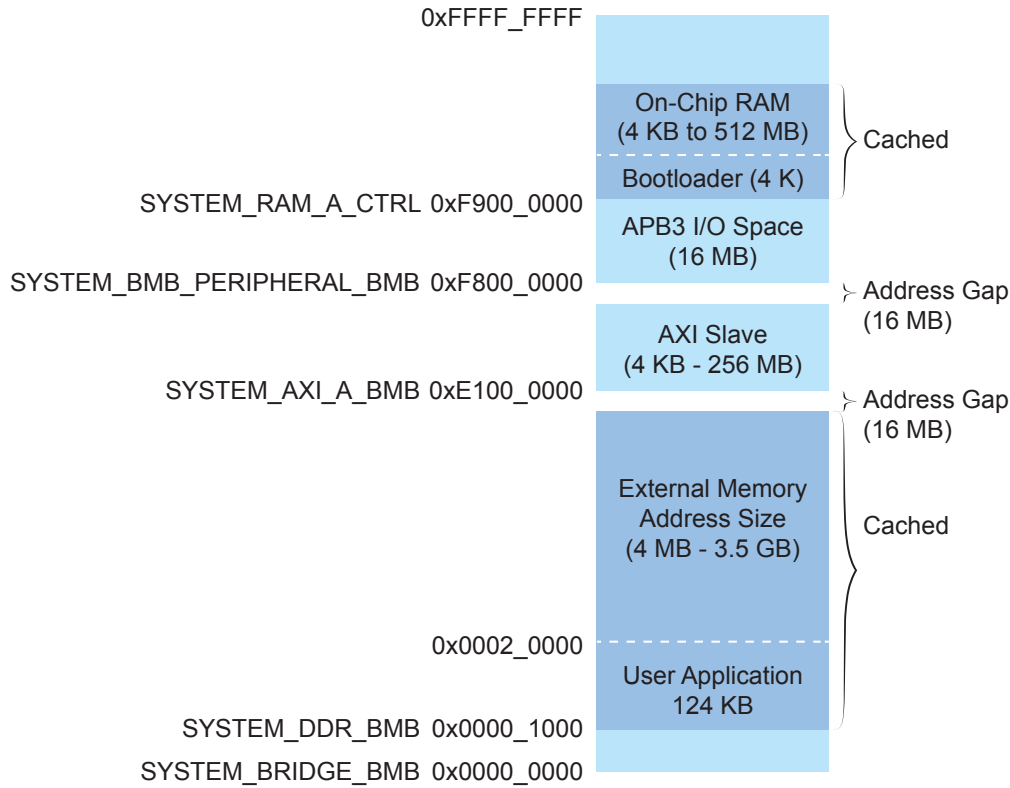 0xFFFF_FFFF
On-Chip RAM
(4 KB to 512 MB)
Cached
Bootloader (4 K)
SYSTEM_RAM_A_CTRL 0xF900_0000
APB3 I/O Space
(16 MB)
SYSTEM_BMB_PERIPHERAL_BMB 0xF800_0000
Address Gap
(16 MB)
AXI Slave
(4 KB - 256 MB)
SYSTEM_AXI_A_BMB 0xE100_0000
Address Gap
(16 MB)
External Memory
Address Size
(4 MB - 3.5 GB)
Cached
0x0002_0000
User Application
124 KB
SYSTEM_DDR_BMB 0x0000_1000
SYSTEM_BRIDGE_BMB 0x0000_0000